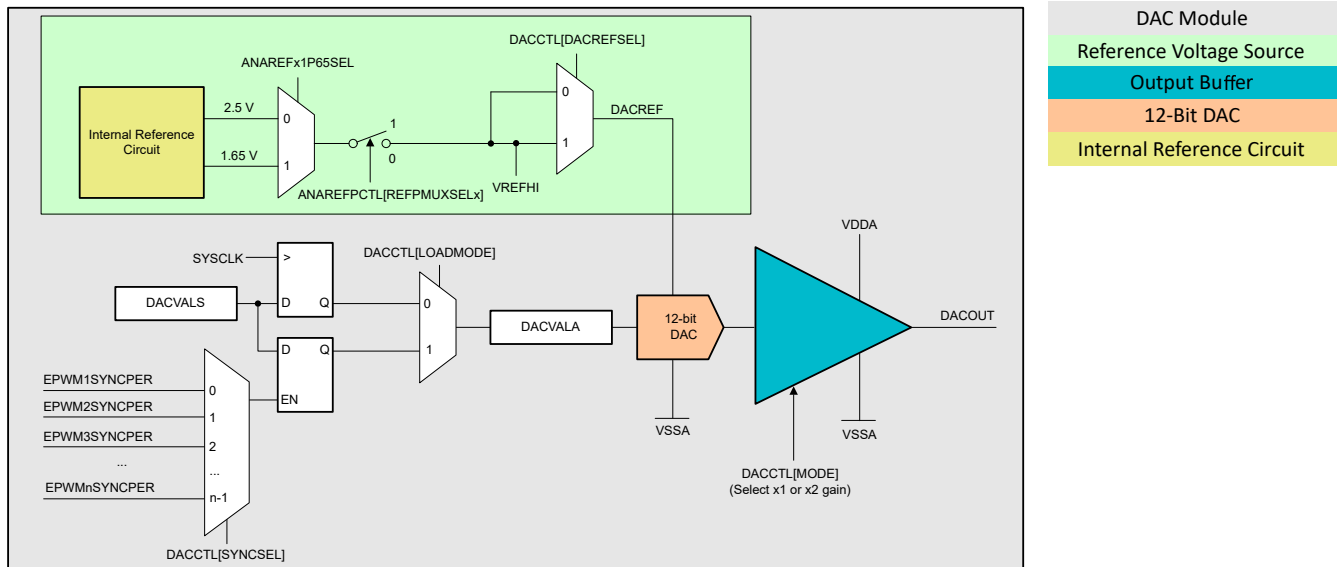 DACCTL[DACREFSEL]
ANAREFx1P65SEL
Internal Reference
Circuit
2.5 V
1.65 V
0
1
1
0
ANAREFPCTL[REFPMUXSELx]
VREFHI
0
1
DACREF
SYSCLK
>
D
Q
DACVALS
D
Q
EN
DACCTL[LOADMODE]
0
1
DACVALA
12-bit
DAC
VSSA
VDDA
DACOUT
VSSA
DACCTL[MODE]
(Select x1 or x2 gain)
EPWM1SYNCPER
EPWM2SYNCPER
EPWM3SYNCPER
...
EPWMnSYNCPER
0
1
2
...
n-1
DACCTL[SYNCSEL]
DAC Module
Reference Voltage Source
Output Buffer
12-Bit DAC
Internal Reference Circuit